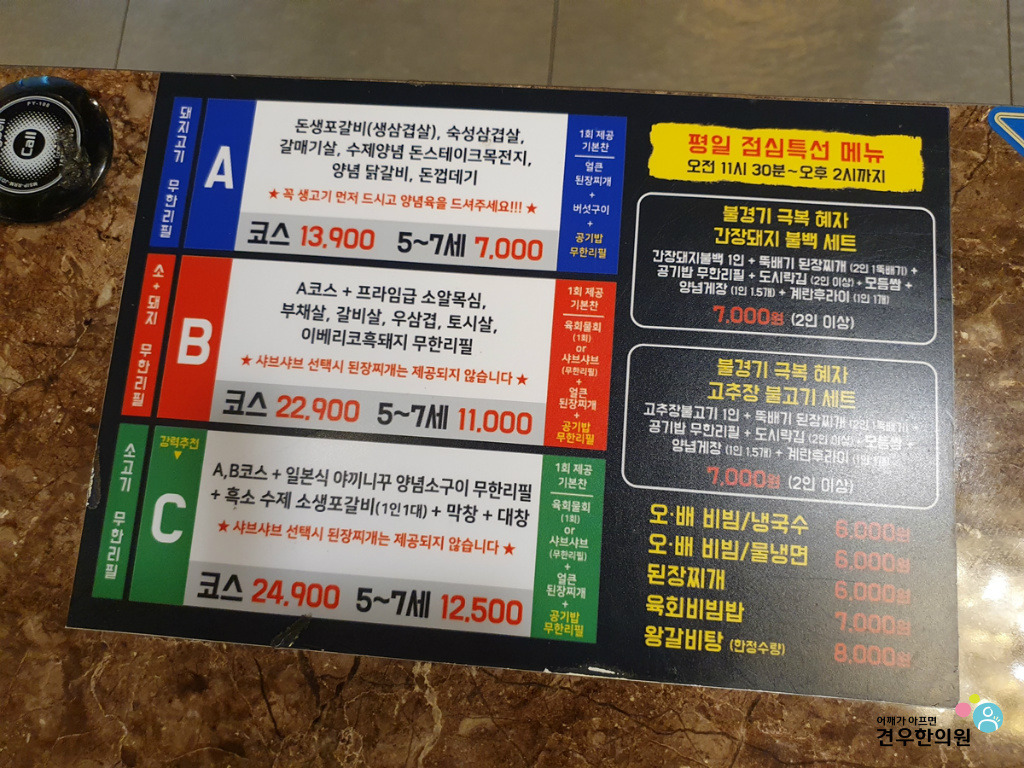 Call
PY-100
돼지고기 무한리필
A
돈생포갈비(생삼겹살), 숙성삼겹살,
갈매기살, 수제양념 돈스테이크목전지,
양념 닭갈비, 돈껍데기
★ 꼭 생고기 먼저 드시고 양념육을 드셔주세요!!! ★
코스 13,900 5~7세 7,000
1회 제공
기본찬
얼큰
된장찌개
+
버섯구이
+
공기밥
무한리필
소+돼지 무한리필
B
A코스 + 프라임급 소알목심,
부채살, 갈비살, 우삼겹, 토시살,
이베리코흑돼지 무한리필
★ 샤브샤브 선택시 된장찌개는 제공되지 않습니다 ★
코스 22,900 5~7세 11,000
1회 제공
기본찬
육회물회
(1회)
or
샤브샤브
(무한리필)
+
얼큰
된장찌개
+
공기밥
무한리필
소고기 무한리필
강력추천
▼
C
A,B코스 + 일본식 야끼니꾸 양념소구이 무한리필
+ 흑소 수제 소생포갈비(1인1대) + 막창 + 대창
★ 샤브샤브 선택시 된장찌개는 제공되지 않습니다 ★
코스 24,900 5~7세 12,500
1회 제공
기본찬
육회물회
(1회)
or
샤브샤브
(무한리필)
+
얼큰
된장찌개
+
공기밥
무한리필
평일 점심특선 메뉴
오전 11시 30분~오후 2시까지
불경기 극복 혜자
간장돼지 불백 세트
간장돼지불백 1인 + 뚝배기 된장찌개 (2인 1뚝배기) +
공기밥 무한리필 + 도시락김 (2인 이상) + 모듬쌈 +
양념게장 (1인 1.5개) + 계란후라이 (1인 1개)
7,000원 (2인 이상)
불경기 극복 혜자
고추장 불고기 세트
고추장불고기 1인 + 뚝배기 된장찌개 (2인 1뚝배기) +
공기밥 무한리필 + 도시락김 (2인 이상) + 모듬쌈 +
양념게장 (1인 1.5개) + 계란후라이
7,000원 (2인 이상)
오·배 비빔/냉국수 6,000원
오·배 비빔/물냉면 6,000원
된장찌개 6,000원
육회비빔밥 7,000원
왕갈비탕 (한정수량) 8,000원
어깨가 아프면
견우한의원